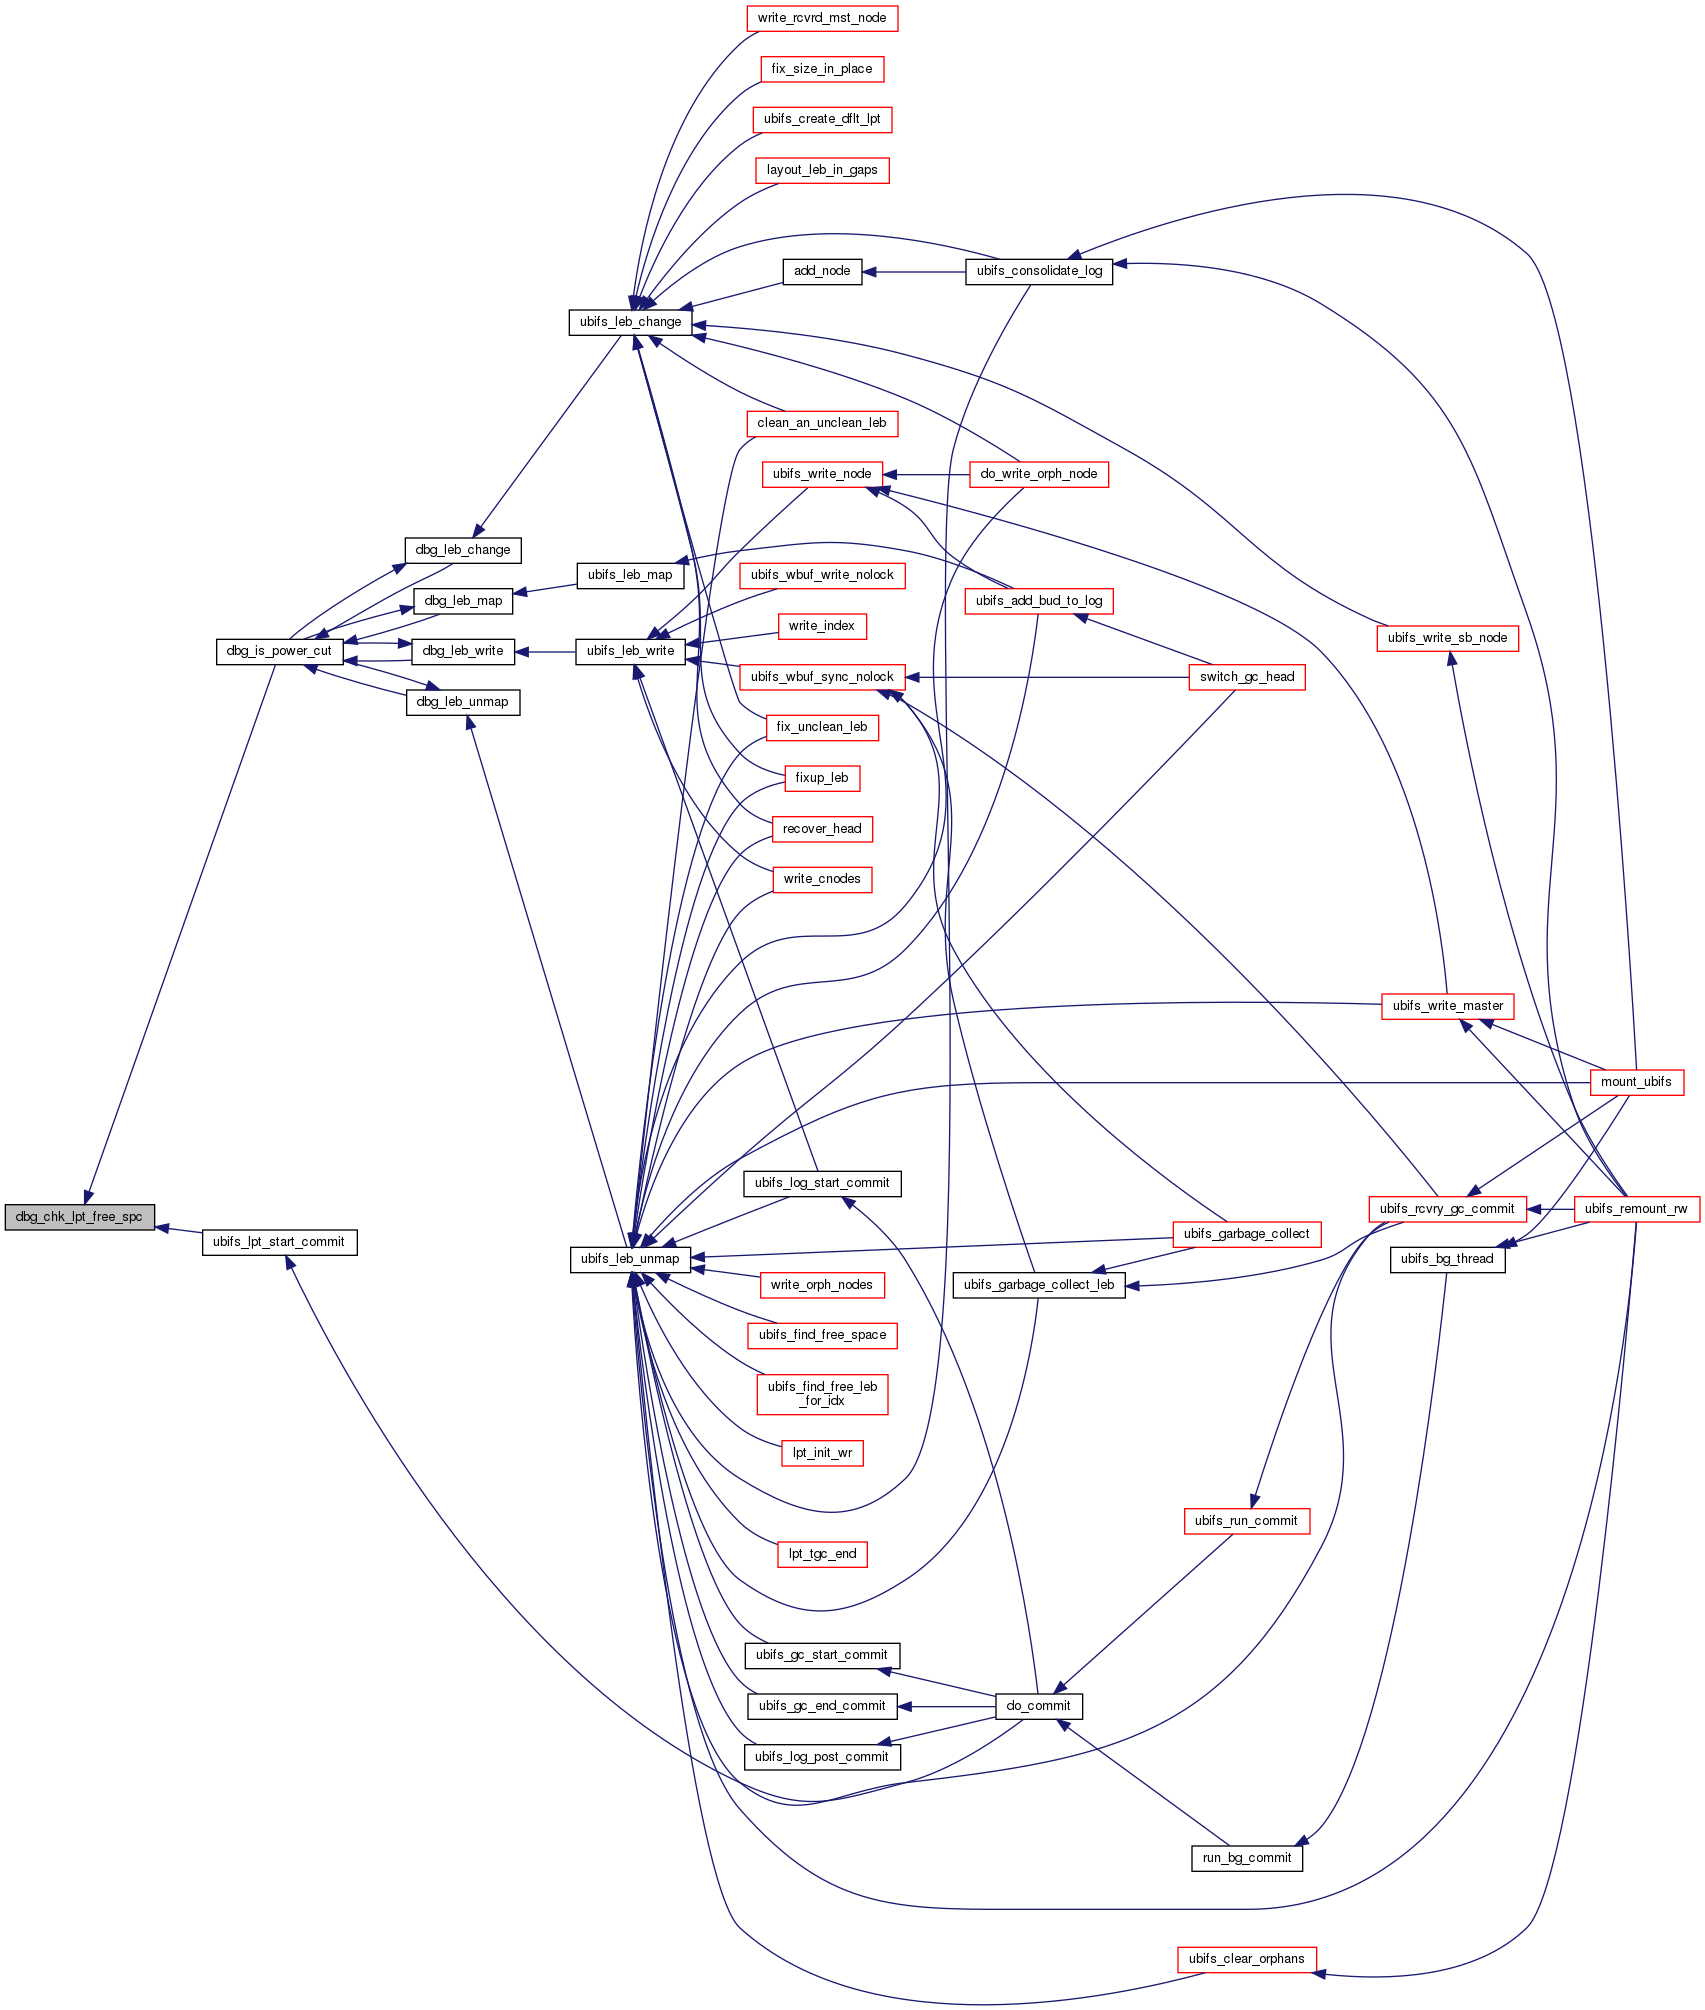 write_rcvrd_mst_node
fix_size_in_place
ubifs_create_dflt_lpt
layout_leb_in_gaps
add_node
ubifs_consolidate_log
ubifs_leb_change
clean_an_unclean_leb
ubifs_write_node
do_write_orph_node
dbg_leb_change
ubifs_leb_map
ubifs_wbuf_write_nolock
dbg_leb_map
ubifs_add_bud_to_log
write_index
ubifs_write_sb_node
dbg_is_power_cut
dbg_leb_write
ubifs_leb_write
ubifs_wbuf_sync_nolock
switch_gc_head
dbg_leb_unmap
fix_unclean_leb
fixup_leb
recover_head
write_cnodes
ubifs_write_master
mount_ubifs
ubifs_log_start_commit
dbg_chk_lpt_free_spc
ubifs_rcvry_gc_commit
ubifs_remount_rw
ubifs_lpt_start_commit
ubifs_garbage_collect
ubifs_leb_unmap
ubifs_bg_thread
write_orph_nodes
ubifs_garbage_collect_leb
ubifs_find_free_space
ubifs_find_free_leb
_for_idx
lpt_init_wr
ubifs_run_commit
lpt_tgc_end
ubifs_gc_start_commit
ubifs_gc_end_commit
do_commit
ubifs_log_post_commit
run_bg_commit
ubifs_clear_orphans